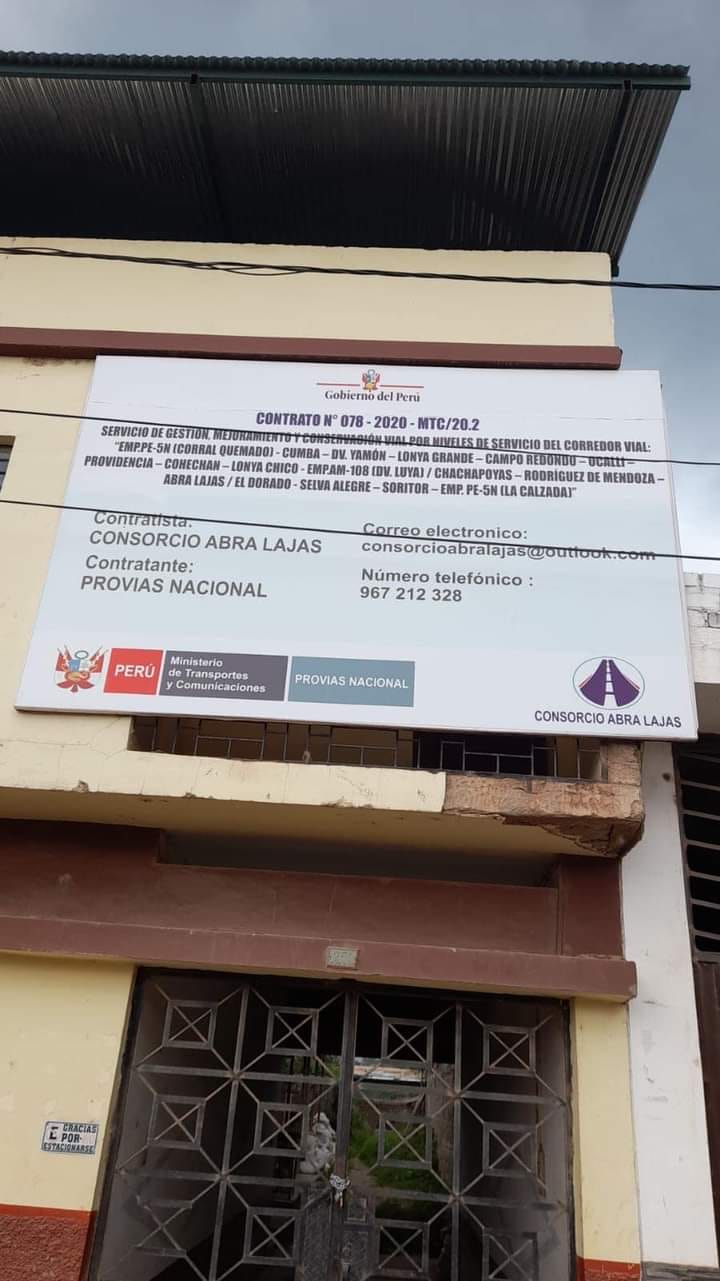 Gobierno del Perú
CONTRATO N° 078 - 2020 - MTC/20.2
SERVICIO DE GESTIÓN, MEJORAMIENTO Y CONSERVACIÓN VIAL POR NIVELES DE SERVICIO DEL CORREDOR VIAL:
"EMP.PE-5N (CORRAL QUEMADO) - CUMBA – DV. YAMÓN – LONYA GRANDE – CAMPO REDONDO – OCALLI –
PROVIDENCIA – COHECHAN – LONYA CHICO - EMP.AM-108 (DV. LUYA) / CHACHAPOYAS – RODRÍGUEZ DE MENDOZA –
ABRA LAJAS / EL DORADO - SELVA ALEGRE – SORITOR – EMP. PE-5N (LA CALZADA)"
Contratista:
CONSORCIO ABRA LAJAS
Contratante:
PROVIAS NACIONAL
Correo electronico:
consorcioabralajas@outlook.com
Número telefónico :
967 212 328
PERÚ
Ministerio
de Transportes
y Comunicaciones
PROVIAS NACIONAL
CONSORCIO ABRA LAJAS
E GRACIAS
POR
ESTACIONARSE